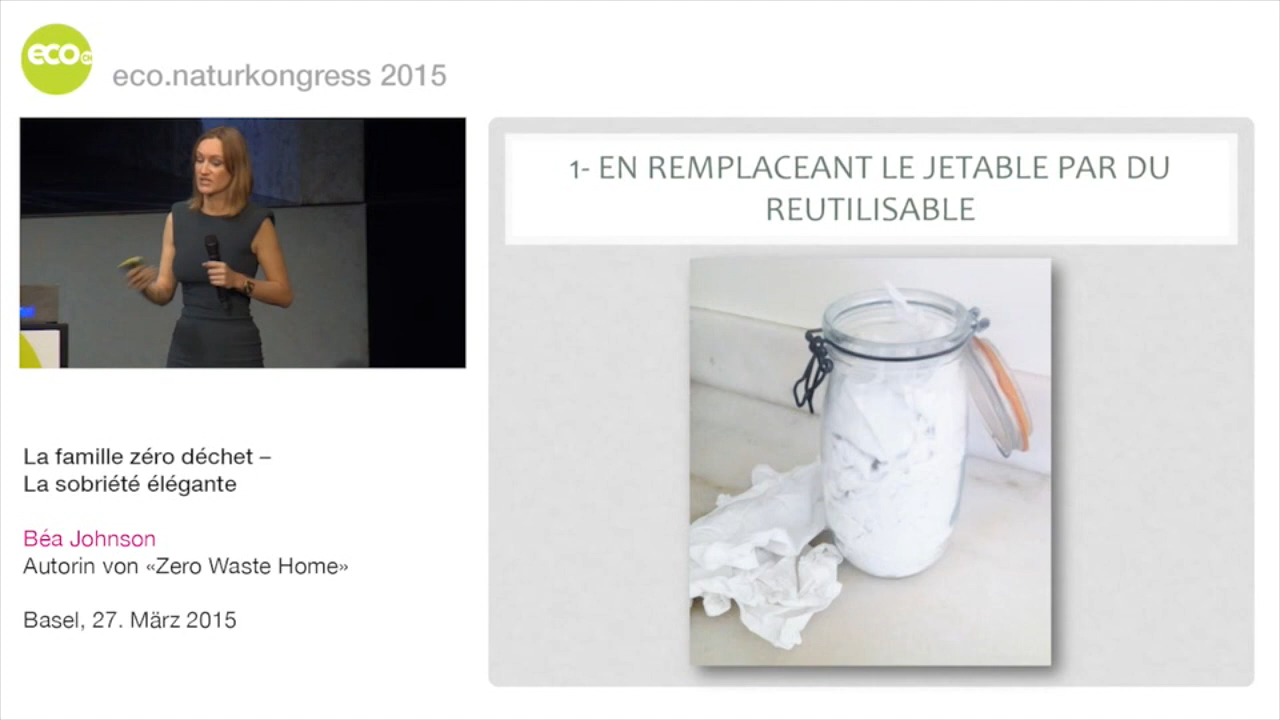 eco.ch
eco.naturkongress 2015
1- EN REMPLACEANT LE JETABLE PAR DU
REUTILISABLE
La famille zéro déchet –
La sobriété élégante
Béa Johnson
Autorin von «Zero Waste Home»
Basel, 27. März 2015